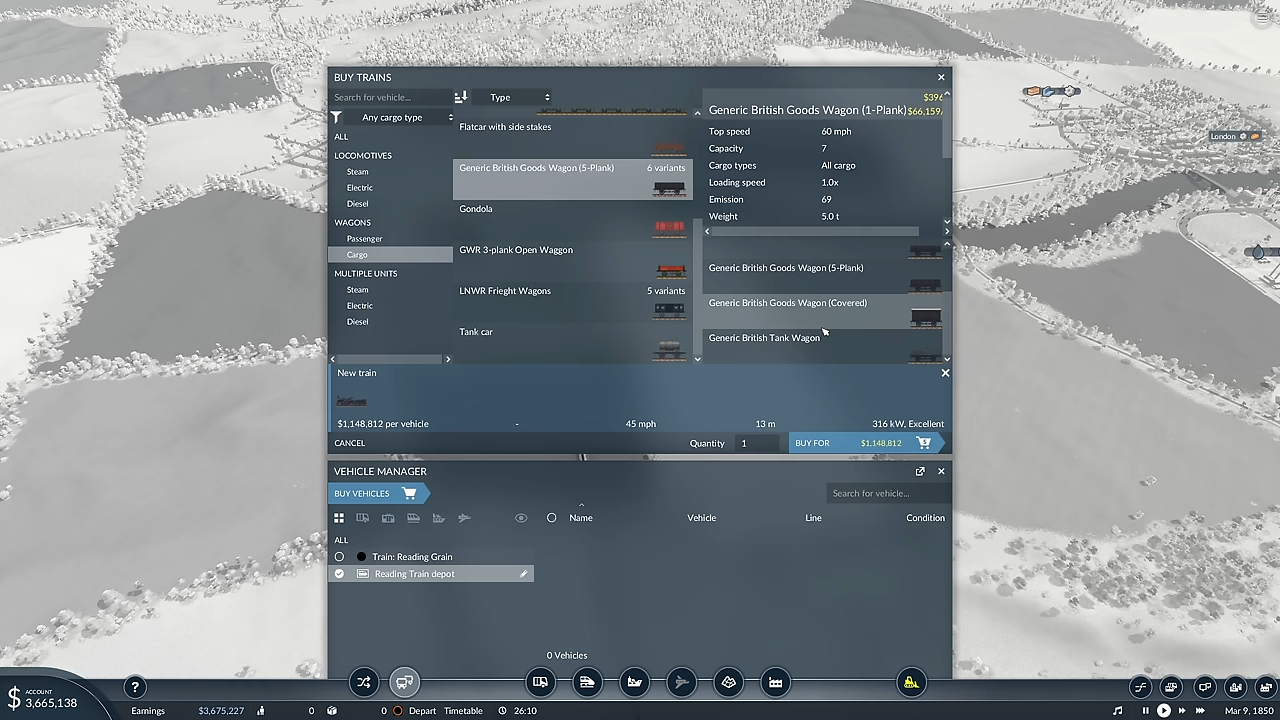 BUY TRAINS
Search for vehicle...
Type
Any cargo type
ALL
LOCOMOTIVES
Steam
Electric
Diesel
WAGONS
Passenger
Cargo
MULTIPLE UNITS
Steam
Electric
Diesel
Flatcar with side stakes
Generic British Goods Wagon (5-Plank) 6 variants
Gondola
GWR 3-plank Open Waggon
LNWR Frieght Wagons 5 variants
Tank car
$396
Generic British Goods Wagon (1-Plank) $66,159/
Top speed 60 mph
Capacity 7
Cargo types All cargo
Loading speed 1.0x
Emission 69
Weight 5.0 t
Generic British Goods Wagon (5-Plank)
Generic British Goods Wagon (Covered)
Generic British Tank Wagon
London
New train
$1,148,812 per vehicle - 45 mph 13 m 316 kW, Excellent
CANCEL Quantity 1 BUY FOR $1,148,812
VEHICLE MANAGER
BUY VEHICLES Search for vehicle...
Name Vehicle Line Condition
ALL
Train: Reading Grain
Reading Train depot
0 Vehicles
$ ACCOUNT
3,665,138
?
Earnings $3,675,227 0 0 Depart Timetable 26:10 Mar 9, 1850